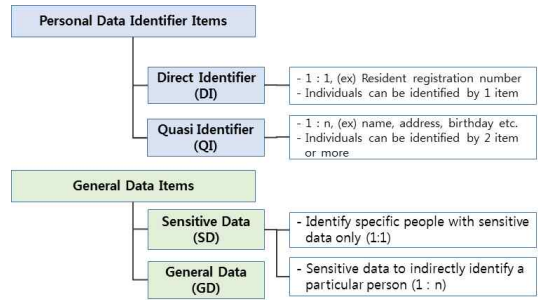 Personal Data Identifier Items
Direct Identifier
(DI)
- 1 : 1, (ex) Resident registration number
- Individuals can be identified by 1 item
Quasi Identifier
(QI)
- 1 : n, (ex) name, address, birthday etc.
- Individuals can be identified by 2 item
or more
General Data Items
Sensitive Data
(SD)
- Identify specific people with sensitive
data only (1:1)
General Data
(GD)
- Sensitive data to indirectly identify a
particular person (1 : n)